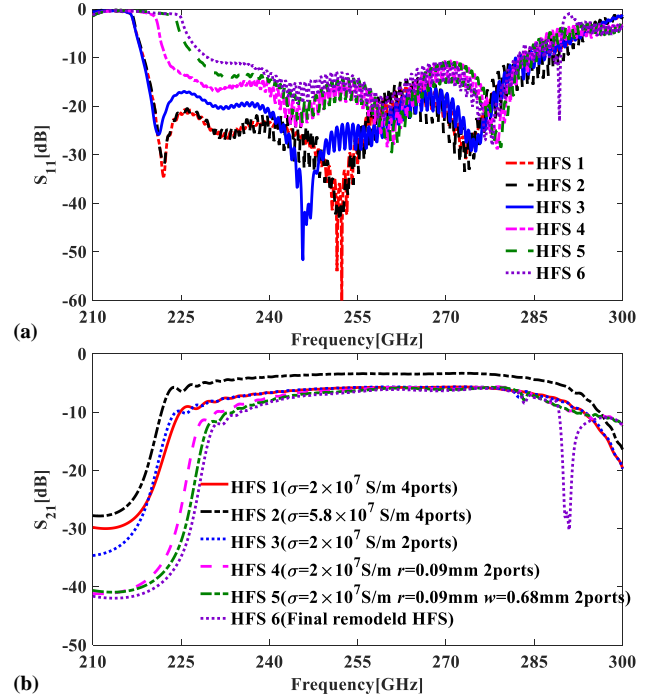 0
-10
-20
-30
-40
-50
-60
S11[dB]
HFS 1
HFS 2
HFS 3
HFS 4
HFS 5
HFS 6
210 225 240 255 270 285 300
(a)
Frequency[GHz]
0
-10
-20
-30
-40
-50
S21[dB]
HFS 1(σ=2×10^7 S/m 4ports)
HFS 2(σ=5.8×10^7 S/m 4ports)
HFS 3(σ=2×10^7 S/m 2ports)
HFS 4(σ=2×10^7S/m r=0.09mm 2ports)
HFS 5(σ=2×10^7S/m r=0.09mm w=0.68mm 2ports)
HFS 6(Final remodeld HFS)
210 225 240 255 270 285 300
(b)
Frequency[GHz]